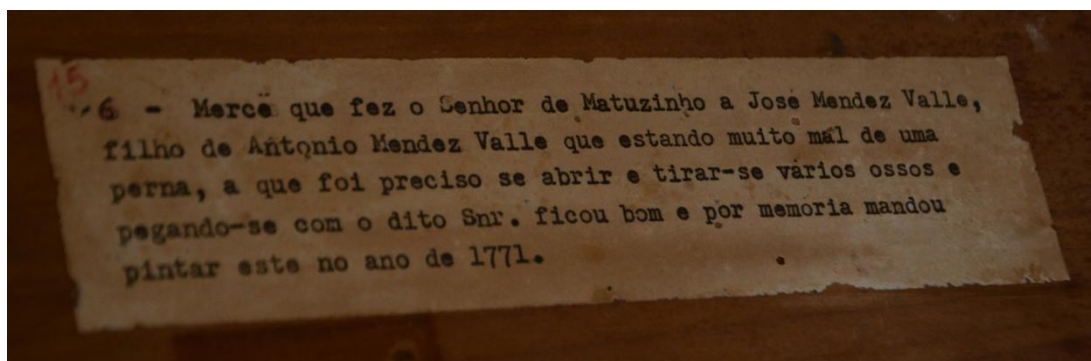 15
6 - Mercê que fez o Senhor de Matuzinho a José Mendez Valle,
filho de Antonio Mendez Valle que estando muito mal de uma
perna, a que foi preciso se abrir e tirar-se varios ossos e
pegando-se com o dito Snr. ficou bom e por memoria mandou
pintar este no ano de 1771.